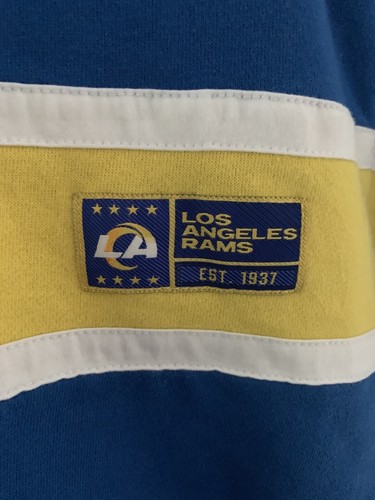 LA
LOS
ANGELES
RAMS
EST. 1937